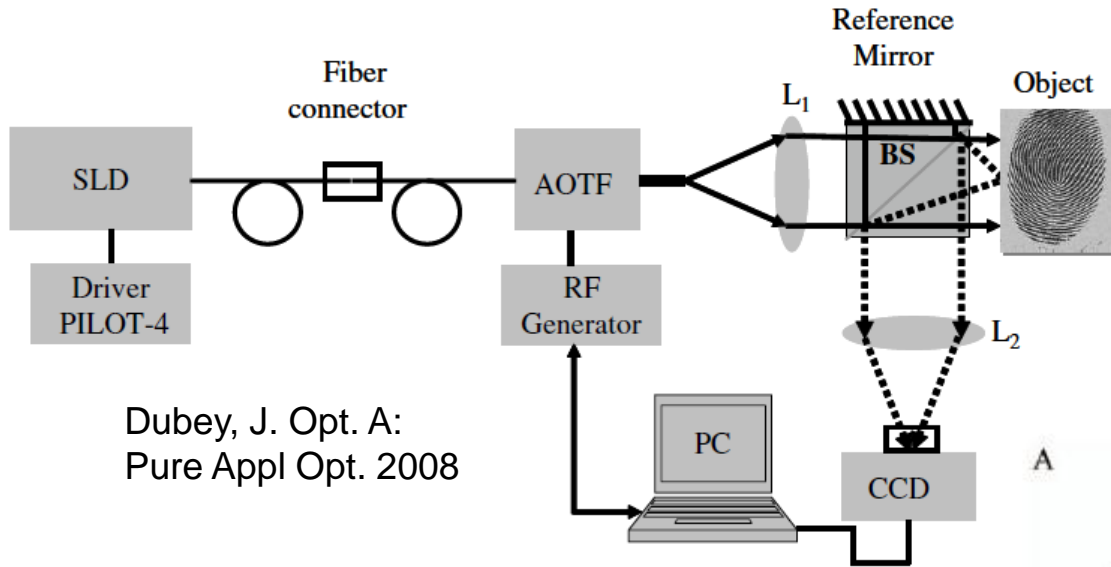 Reference
Mirror
Fiber
connector
L1
Object
SLD
AOTF
BS
Driver
PILOT-4
RF
Generator
L2
Dubey, J. Opt. A:
Pure Appl Opt. 2008
PC
CCD
A